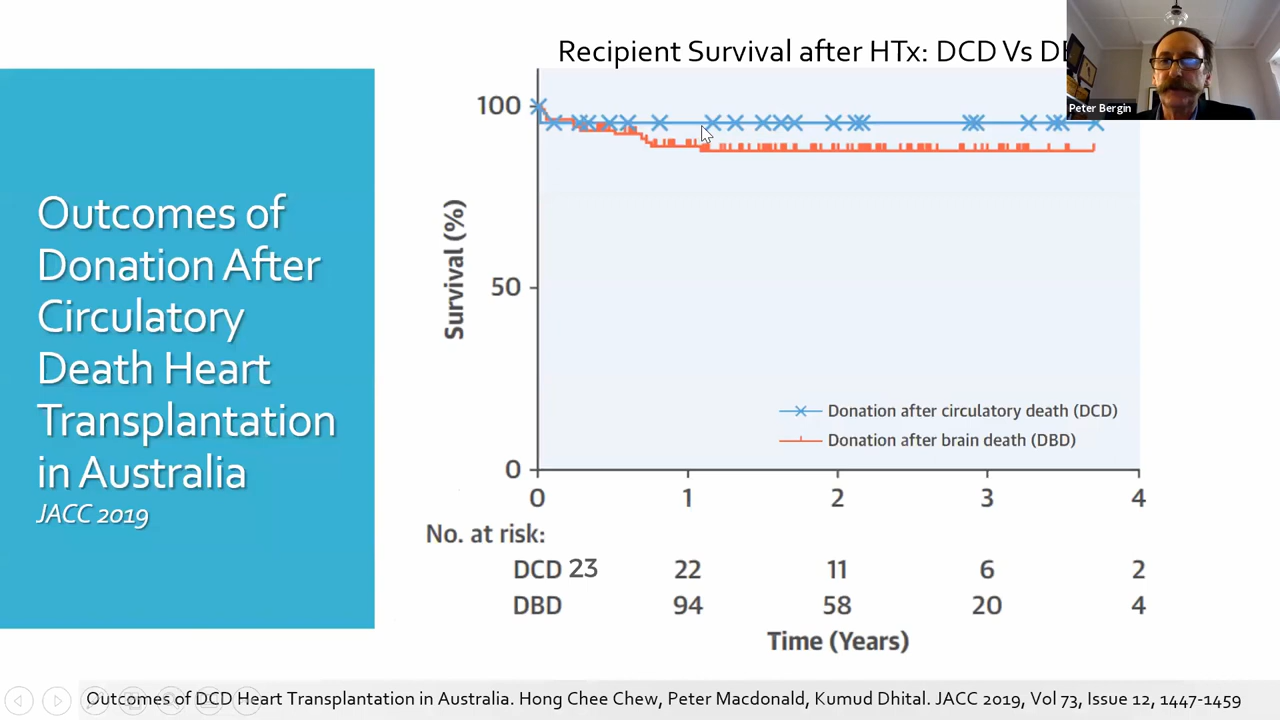 Recipient Survival after HTx: DCD Vs
Peter Bergin
Outcomes of
Donation After
Circulatory
Death Heart
Transplantation
in Australia
JACC 2019
100
50
0
Survival (%)
Donation after circulatory death (DCD)
Donation after brain death (DBD)
0 1 2 3 4
No. at risk:
DCD 23 22 11 6 2
DBD 94 58 20 4
Time (Years)
Outcomes of DCD Heart Transplantation in Australia. Hong Chee Chew, Peter Macdonald, Kumud Dhital. JACC 2019, Vol 73, Issue 12, 1447-1459